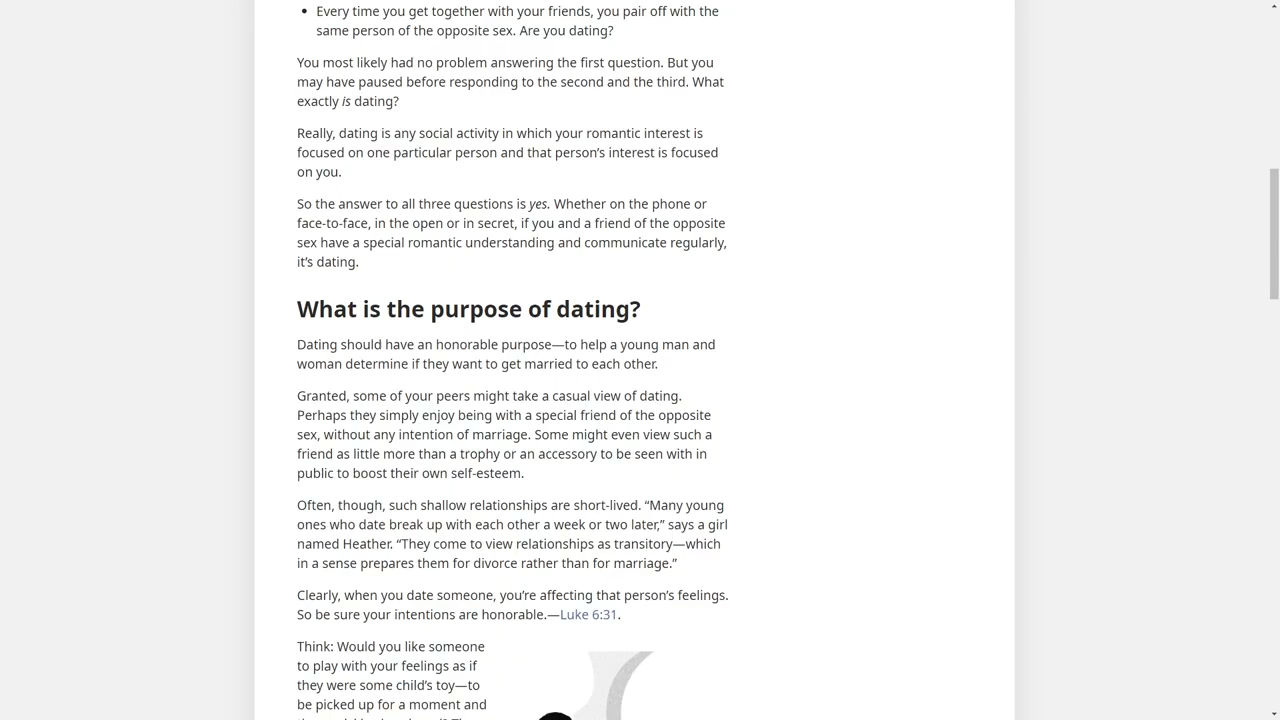 Every time you get together with your friends, you pair off with the
same person of the opposite sex. Are you dating?
You most likely had no problem answering the first question. But you
may have paused before responding to the second and the third. What
exactly is dating?
Really, dating is any social activity in which your romantic interest is
focused on one particular person and that person’s interest is focused
on you.
So the answer to all three questions is yes. Whether on the phone or
face-to-face, in the open or in secret, if you and a friend of the opposite
sex have a special romantic understanding and communicate regularly,
it’s dating.
What is the purpose of dating?
Dating should have an honorable purpose—to help a young man and
woman determine if they want to get married to each other.
Granted, some of your peers might take a casual view of dating.
Perhaps they simply enjoy being with a special friend of the opposite
sex, without any intention of marriage. Some might even view such a
friend as little more than a trophy or an accessory to be seen with in
public to boost their own self-esteem.
Often, though, such shallow relationships are short-lived. “Many young
ones who date break up with each other a week or two later,” says a girl
named Heather. “They come to view relationships as transitory—which
in a sense prepares them for divorce rather than for marriage.”
Clearly, when you date someone, you’re affecting that person’s feelings.
So be sure your intentions are honorable.—Luke 6:31.
Think: Would you like someone
to play with your feelings as if
they were some child’s toy—to
be picked up for a moment and